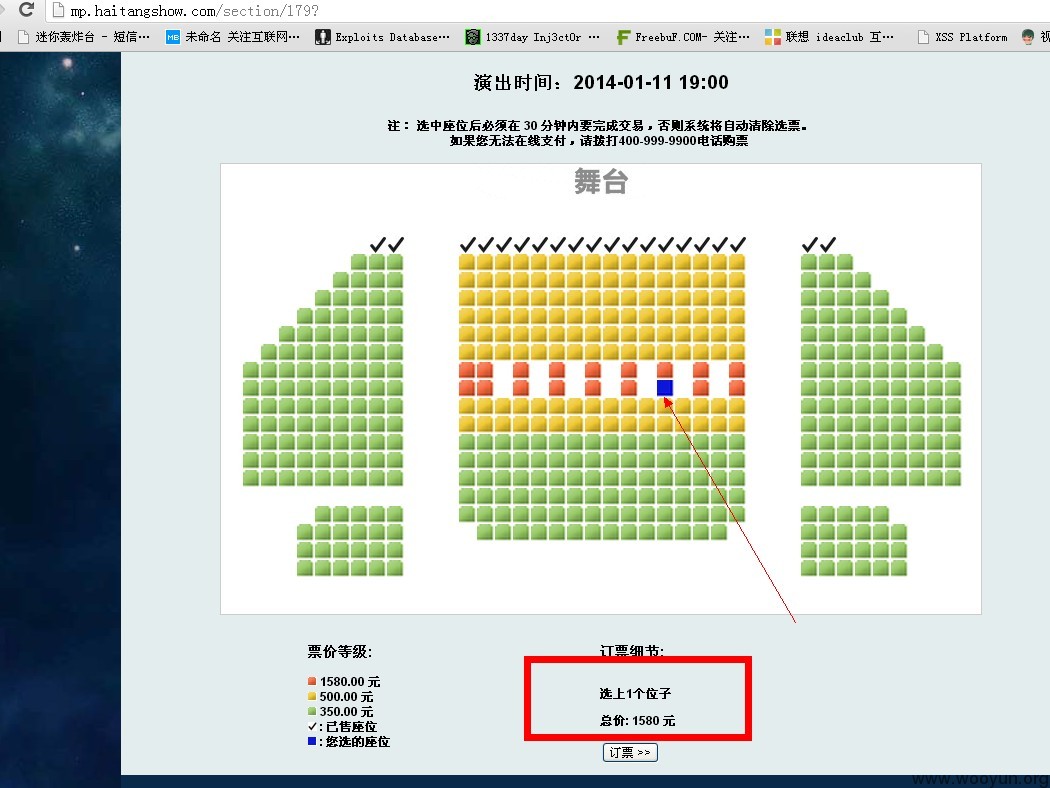 mp.haitangshow.com/section/179?
迷你轰炸台 - 短信… MB 未命名 关注互联网… Exploits Database… 1337day Inj3ct0r … FreebuF.COM- 关注… 联想 ideaclub 互… XSS Platform
演出时间：2014-01-11 19:00
注： 选中座位后必须在 30 分钟内要完成交易，否则系统将自动清除选票。
如果您无法在线支付，请拨打400-999-9900电话购票
舞台
票价等级:
订票细节:
1580.00 元
选上1个位子
500.00 元
350.00 元
总价: 1580 元
: 已售座位
: 您选的座位
订票 >>
www.wooyun.org